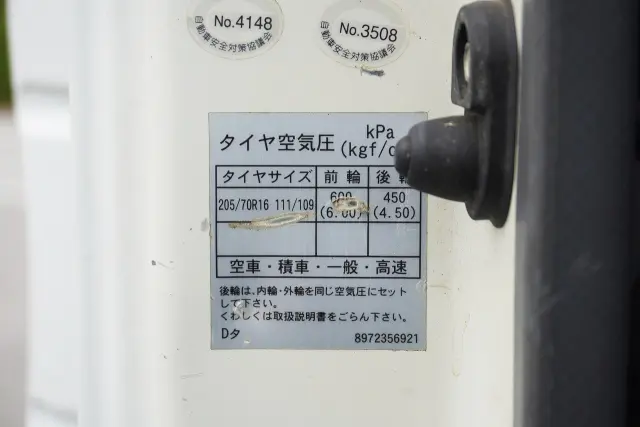 No.4148
自動車安全対策協議会
No.3508
自動車安全対策協議会
タイヤ空気圧 kPa
(kgf/c
タイヤサイズ 前輪 後
205/70R16 111/109 600 450
(6.00) (4.50)
空車・積車・一般・高速
後輪は、内輪・外輪を同じ空気圧にセット
して下さい。
くわしくは取扱説明書をごらん下さい。
Dタ 8972356921